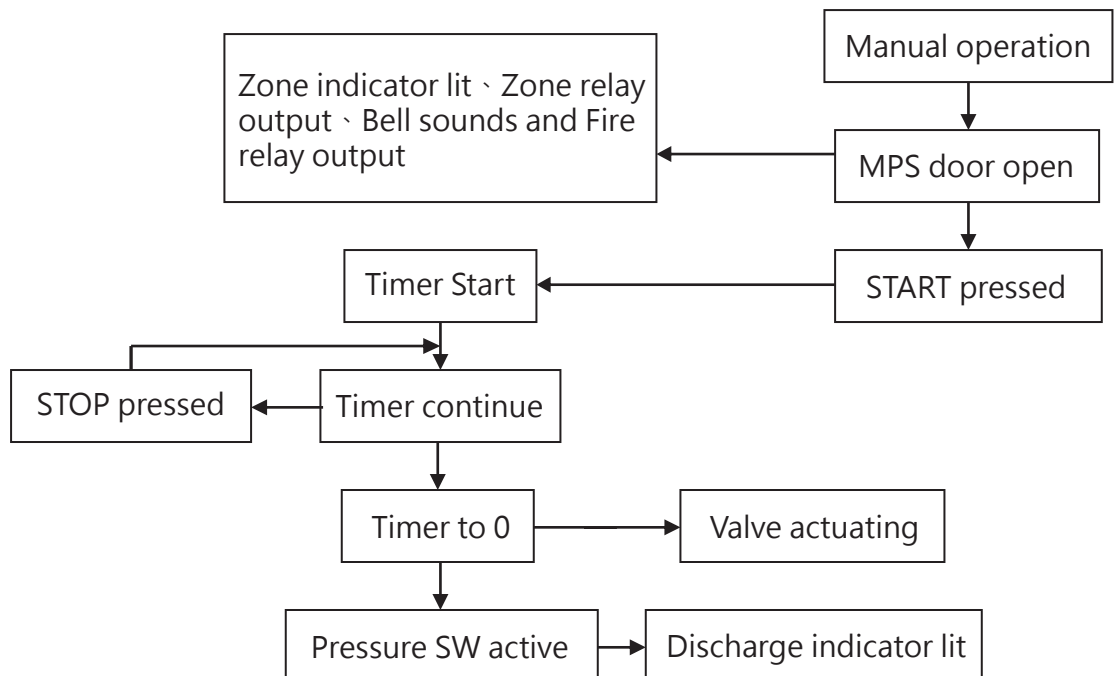 Manual operation
Zone indicator lit、Zone relay
output、Bell sounds and Fire
relay output
MPS door open
Timer Start
START pressed
STOP pressed
Timer continue
Timer to 0
Valve actuating
Pressure SW active
Discharge indicator lit